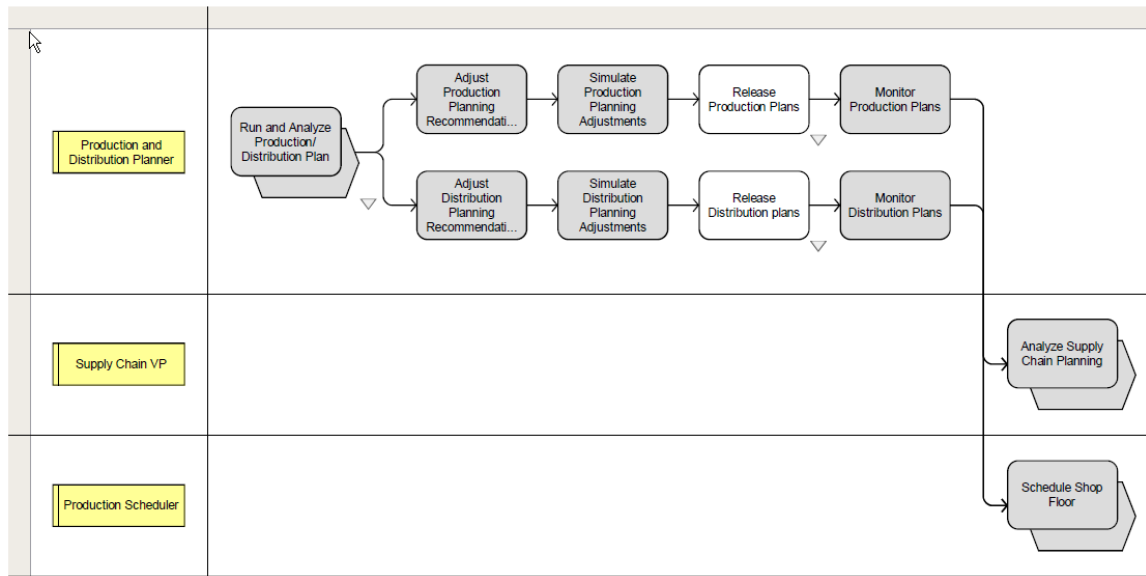 Production and
Distribution Planner
Run and Analyze
Production/
Distribution Plan
Adjust
Production
Planning
Recommendati...
Simulate
Production
Planning
Adjustments
Release
Production Plans
Monitor
Production Plans
Adjust
Distribution
Planning
Recommendati...
Simulate
Distribution
Planning
Adjustments
Release
Distribution plans
Monitor
Distribution Plans
Supply Chain VP
Analyze Supply
Chain Planning
Production Scheduler
Schedule Shop
Floor